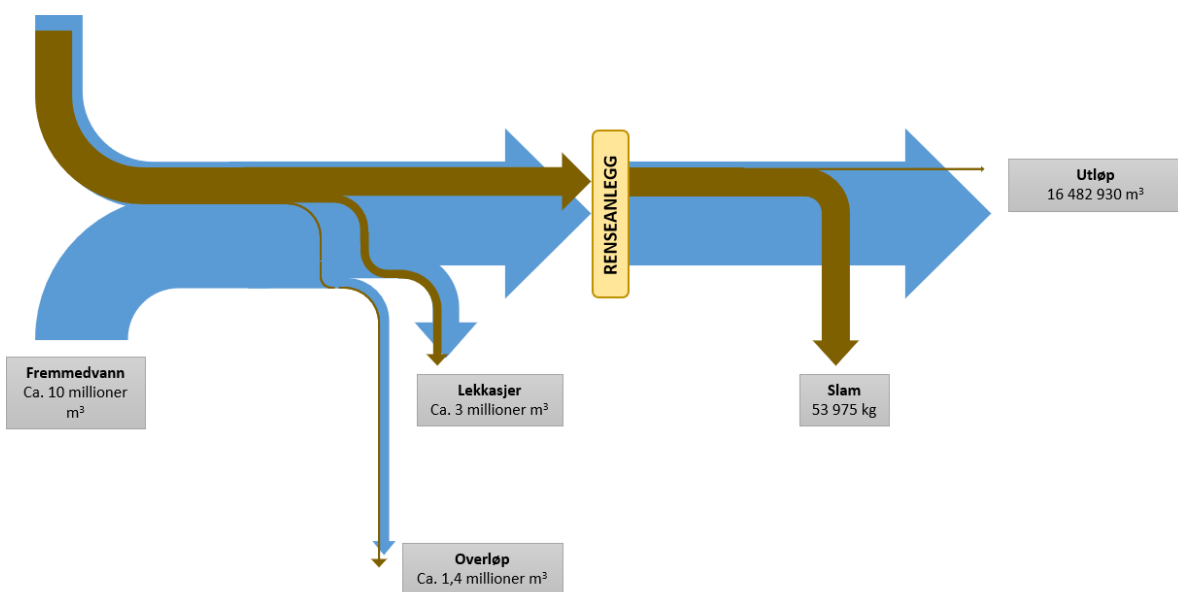 RENSEANLEGG
Utløp
16 482 930 m³
Fremmedvann
Ca. 10 millioner
m³
Lekkasjer
Ca. 3 millioner m³
Slam
53 975 kg
Overløp
Ca. 1,4 millioner m³